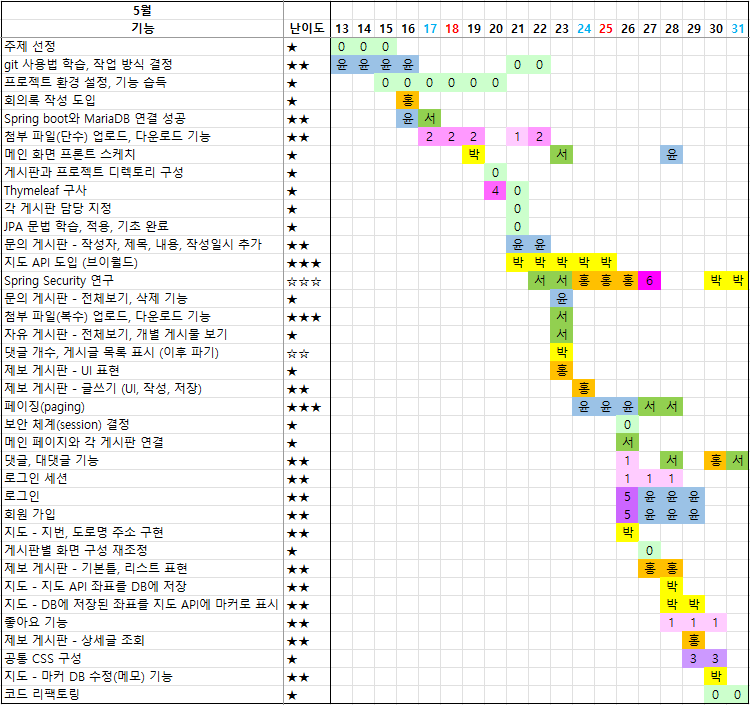 5월
기능 난이도 13 14 15 16 17 18 19 20 21 22 23 24 25 26 27 28 29 30 31
주제 선정 ★ 0 0 0
git 사용법 학습, 작업 방식 결정 ★★ 윤 윤 윤 윤 0 0
프로젝트 환경 설정, 기능 습득 ★ 0 0 0 0 0 0
회의록 작성 도입 ★ 홍
Spring boot와 MariaDB 연결 성공 ★★ 윤 서
첨부 파일(단수) 업로드, 다운로드 기능 ★★ 2 2 2 1 2
메인 화면 프론트 스케치 ★ 박 서 윤
게시판과 프로젝트 디렉토리 구성 ★ 0
Thymeleaf 구사 ★ 4 0
각 게시판 담당 지정 ★ 0
JPA 문법 학습, 적용, 기초 완료 ★ 0
문의 게시판 - 작성자, 제목, 내용, 작성일시 추가 ★★ 윤 윤
지도 API 도입 (브이월드) ★★★ 박 박 박 박 박
Spring Security 연구 ☆☆☆ 서 서 홍 홍 홍 6 박 박
문의 게시판 - 전체보기, 삭제 기능 ★ 윤
첨부 파일(복수) 업로드, 다운로드 기능 ★★★ 서
자유 게시판 - 전체보기, 개별 게시물 보기 ★ 서
댓글 개수, 게시글 목록 표시 (이후 파기) ☆☆ 박
제보 게시판 - UI 표현 ★ 홍
제보 게시판 - 글쓰기 (UI, 작성, 저장) ★★ 홍
페이징(paging) ★★★ 윤 윤 윤 서 서
보안 체계(session) 결정 ★ 0
메인 페이지와 각 게시판 연결 ★ 서
댓글, 대댓글 기능 ★★ 1 서 홍 서
로그인 세션 ★★ 1 1 1
로그인 ★★ 5 윤 윤 윤
회원 가입 ★★ 5 윤 윤 윤
지도 - 지번, 도로명 주소 구현 ★★ 박
게시판별 화면 구성 재조정 ★ 0
제보 게시판 - 기본틀, 리스트 표현 ★★ 홍 홍
지도 - 지도 API 좌표를 DB에 저장 ★★ 박
지도 - DB에 저장된 좌표를 지도 API에 마커로 표시 ★★ 박 박
좋아요 기능 ★★ 1 1 1
제보 게시판 - 상세글 조회 ★★ 홍
공통 CSS 구성 ★ 3 3
지도 - 마커 DB 수정(메모) 기능 ★★ 박
코드 리팩토링 ★ 0 0